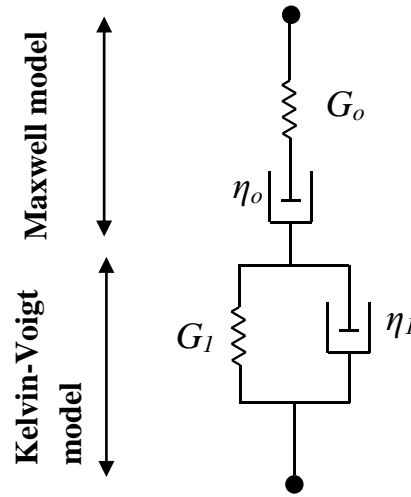 Maxwell model
Kelvin-Voigt
model
Gₒ
ηₒ
G₁
η₁